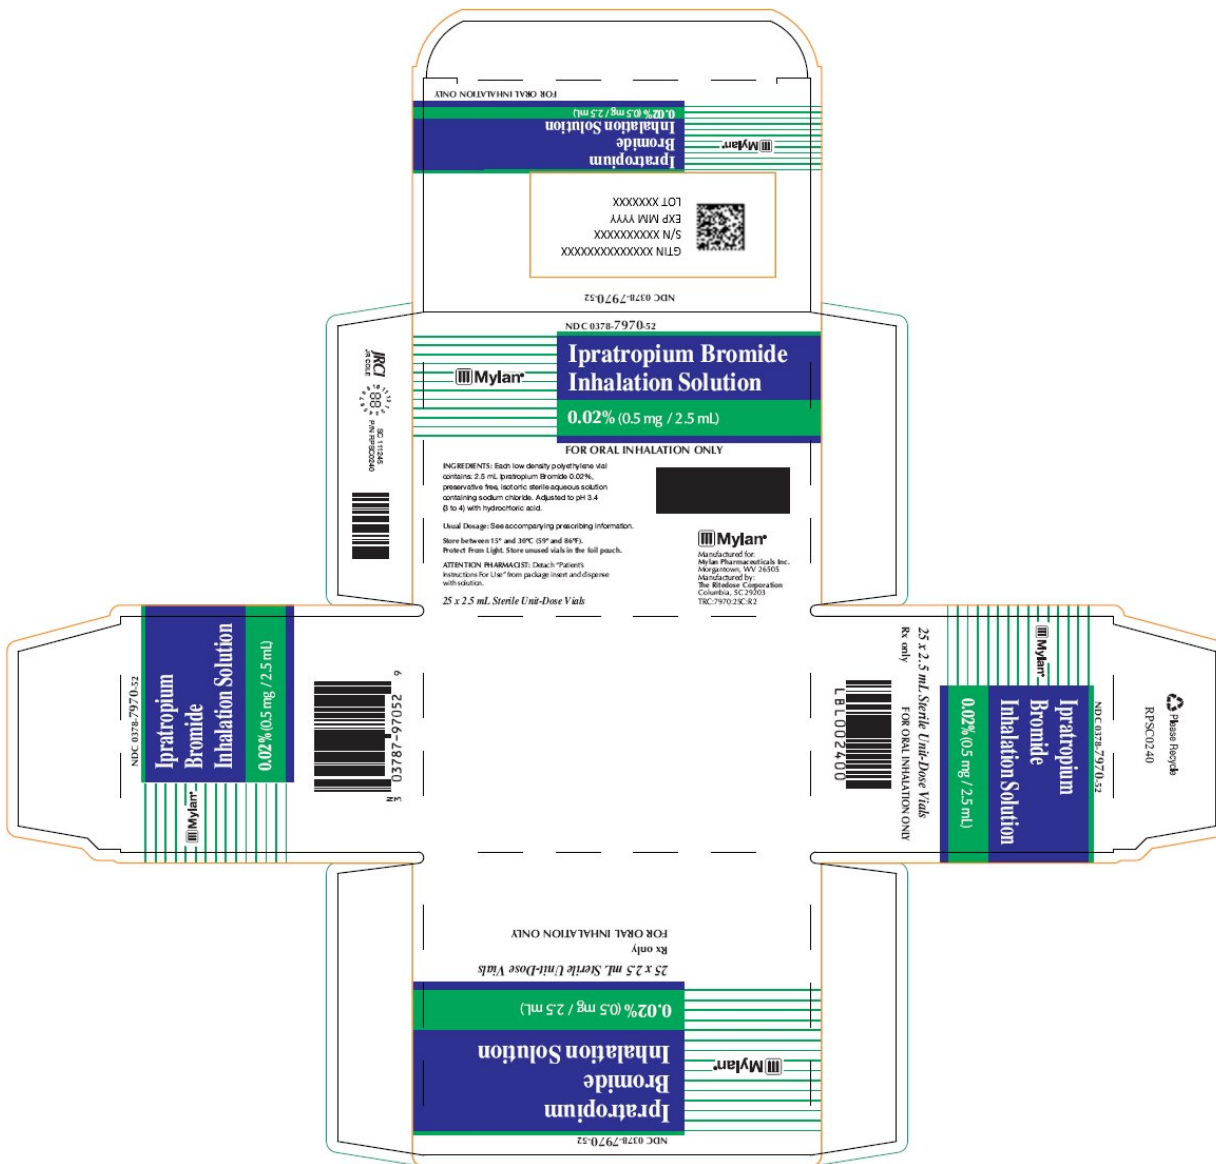 FOR ORAL INHALATION ONLY
0.02% (0.5 mg / 2.5 mL)
Inhalation Solution
Bromide
Ipratropium
Mylan
LOT XXXXXXX
EXP MM YYYY
S/N XXXXXXXXXXX
GTIN XXXXXXXXXXXXXXX
NDC 0378-7970-52
NDC 0378-7970-52
Mylan
Ipratropium Bromide
Inhalation Solution
0.02% (0.5 mg / 2.5 mL)
FOR ORAL INHALATION ONLY
INGREDIENTS: Each low density polyethylene vial
contains: 2.5 mL Ipratropium Bromide 0.02%,
preservative free, isotonic sterile aqueous solution
containing sodium chloride. Adjusted to pH 3.4
(3 to 4) with hydrochloric acid.
Usual Dosage: See accompanying prescribing information.
Store between 15° and 30°C (59° and 86°F).
Protect From Light. Store unused vials in the foil pouch.
ATTENTION PHARMACIST: Detach "Patient's
Instructions For Use" from package insert and dispense
with solution.
25 x 2.5 mL Sterile Unit-Dose Vials
Mylan
Manufactured for:
Mylan Pharmaceuticals Inc.
Morgantown, WV 26505
Manufactured by:
The Ritedose Corporation
Columbia, SC 29203
TRC:7970:25C:R2
JRCI
JR COLE
88
SC 111245
P/N RPSC0240
NDC 0378-7970-52
Ipratropium
Bromide
Inhalation Solution
0.02% (0.5 mg / 2.5 mL)
Mylan
N3 03787-97052 9
25 x 2.5 mL Sterile Unit-Dose Vials
Rx only
FOR ORAL INHALATION ONLY
LBL002400
Mylan
NDC 0378-7970-52
Ipratropium
Bromide
Inhalation Solution
0.02% (0.5 mg / 2.5 mL)
Please Recycle
RPSC0240
FOR ORAL INHALATION ONLY
Rx only
25 x 2.5 mL Sterile Unit-Dose Vials
0.02% (0.5 mg / 2.5 mL)
Inhalation Solution
Bromide
Ipratropium
Mylan
NDC 0378-7970-52